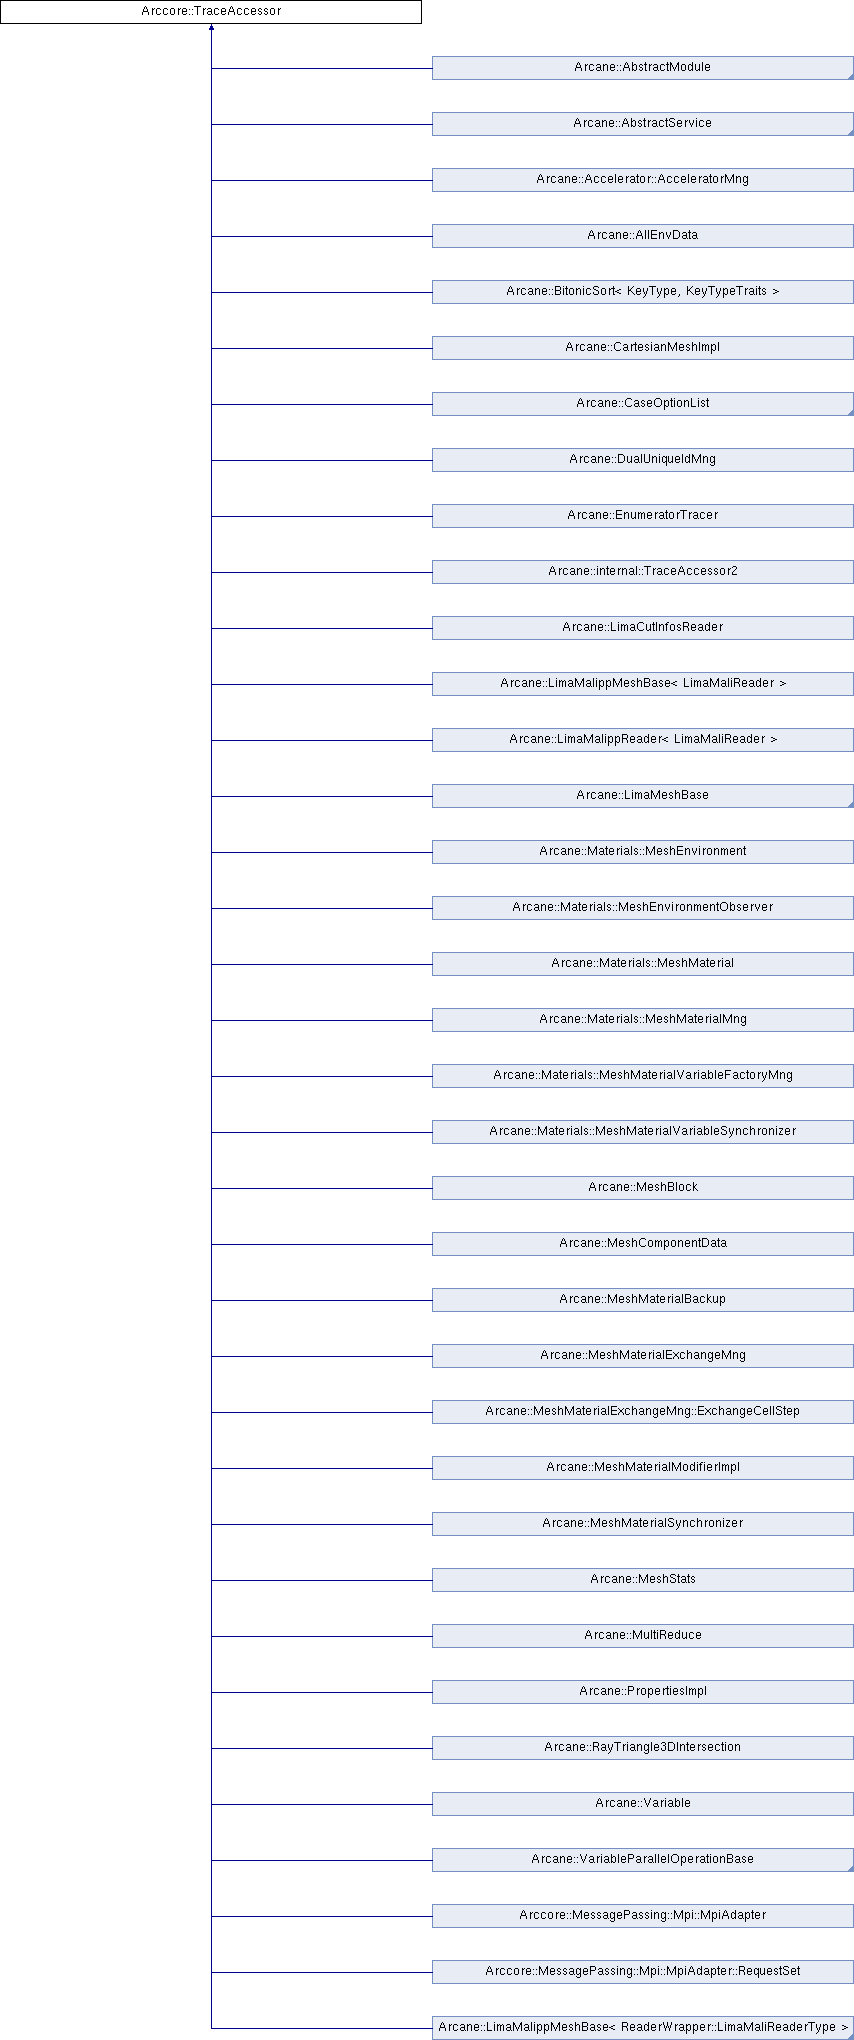 Arccore::TraceAccessor
Arcane::AbstractModule
Arcane::AbstractService
Arcane::Accelerator::AcceleratorMng
Arcane::AllEnvData
Arcane::BitonicSort< KeyType, KeyTypeTraits >
Arcane::CartesianMeshImpl
Arcane::CaseOptionList
Arcane::DualUniqueIdMng
Arcane::EnumeratorTracer
Arcane::internal::TraceAccessor2
Arcane::LimaCutInfosReader
Arcane::LimaMalippMeshBase< LimaMaliReader >
Arcane::LimaMalippReader< LimaMaliReader >
Arcane::LimaMeshBase
Arcane::Materials::MeshEnvironment
Arcane::Materials::MeshEnvironmentObserver
Arcane::Materials::MeshMaterial
Arcane::Materials::MeshMaterialMng
Arcane::Materials::MeshMaterialVariableFactoryMng
Arcane::Materials::MeshMaterialVariableSynchronizer
Arcane::MeshBlock
Arcane::MeshComponentData
Arcane::MeshMaterialBackup
Arcane::MeshMaterialExchangeMng
Arcane::MeshMaterialExchangeMng::ExchangeCellStep
Arcane::MeshMaterialModifierImpl
Arcane::MeshMaterialSynchronizer
Arcane::MeshStats
Arcane::MultiReduce
Arcane::PropertiesImpl
Arcane::RayTriangle3DIntersection
Arcane::Variable
Arcane::VariableParallelOperationBase
Arccore::MessagePassing::Mpi::MpiAdapter
Arccore::MessagePassing::Mpi::MpiAdapter::RequestSet
Arcane::LimaMalippMeshBase< ReaderWrapper::LimaMaliReaderType >